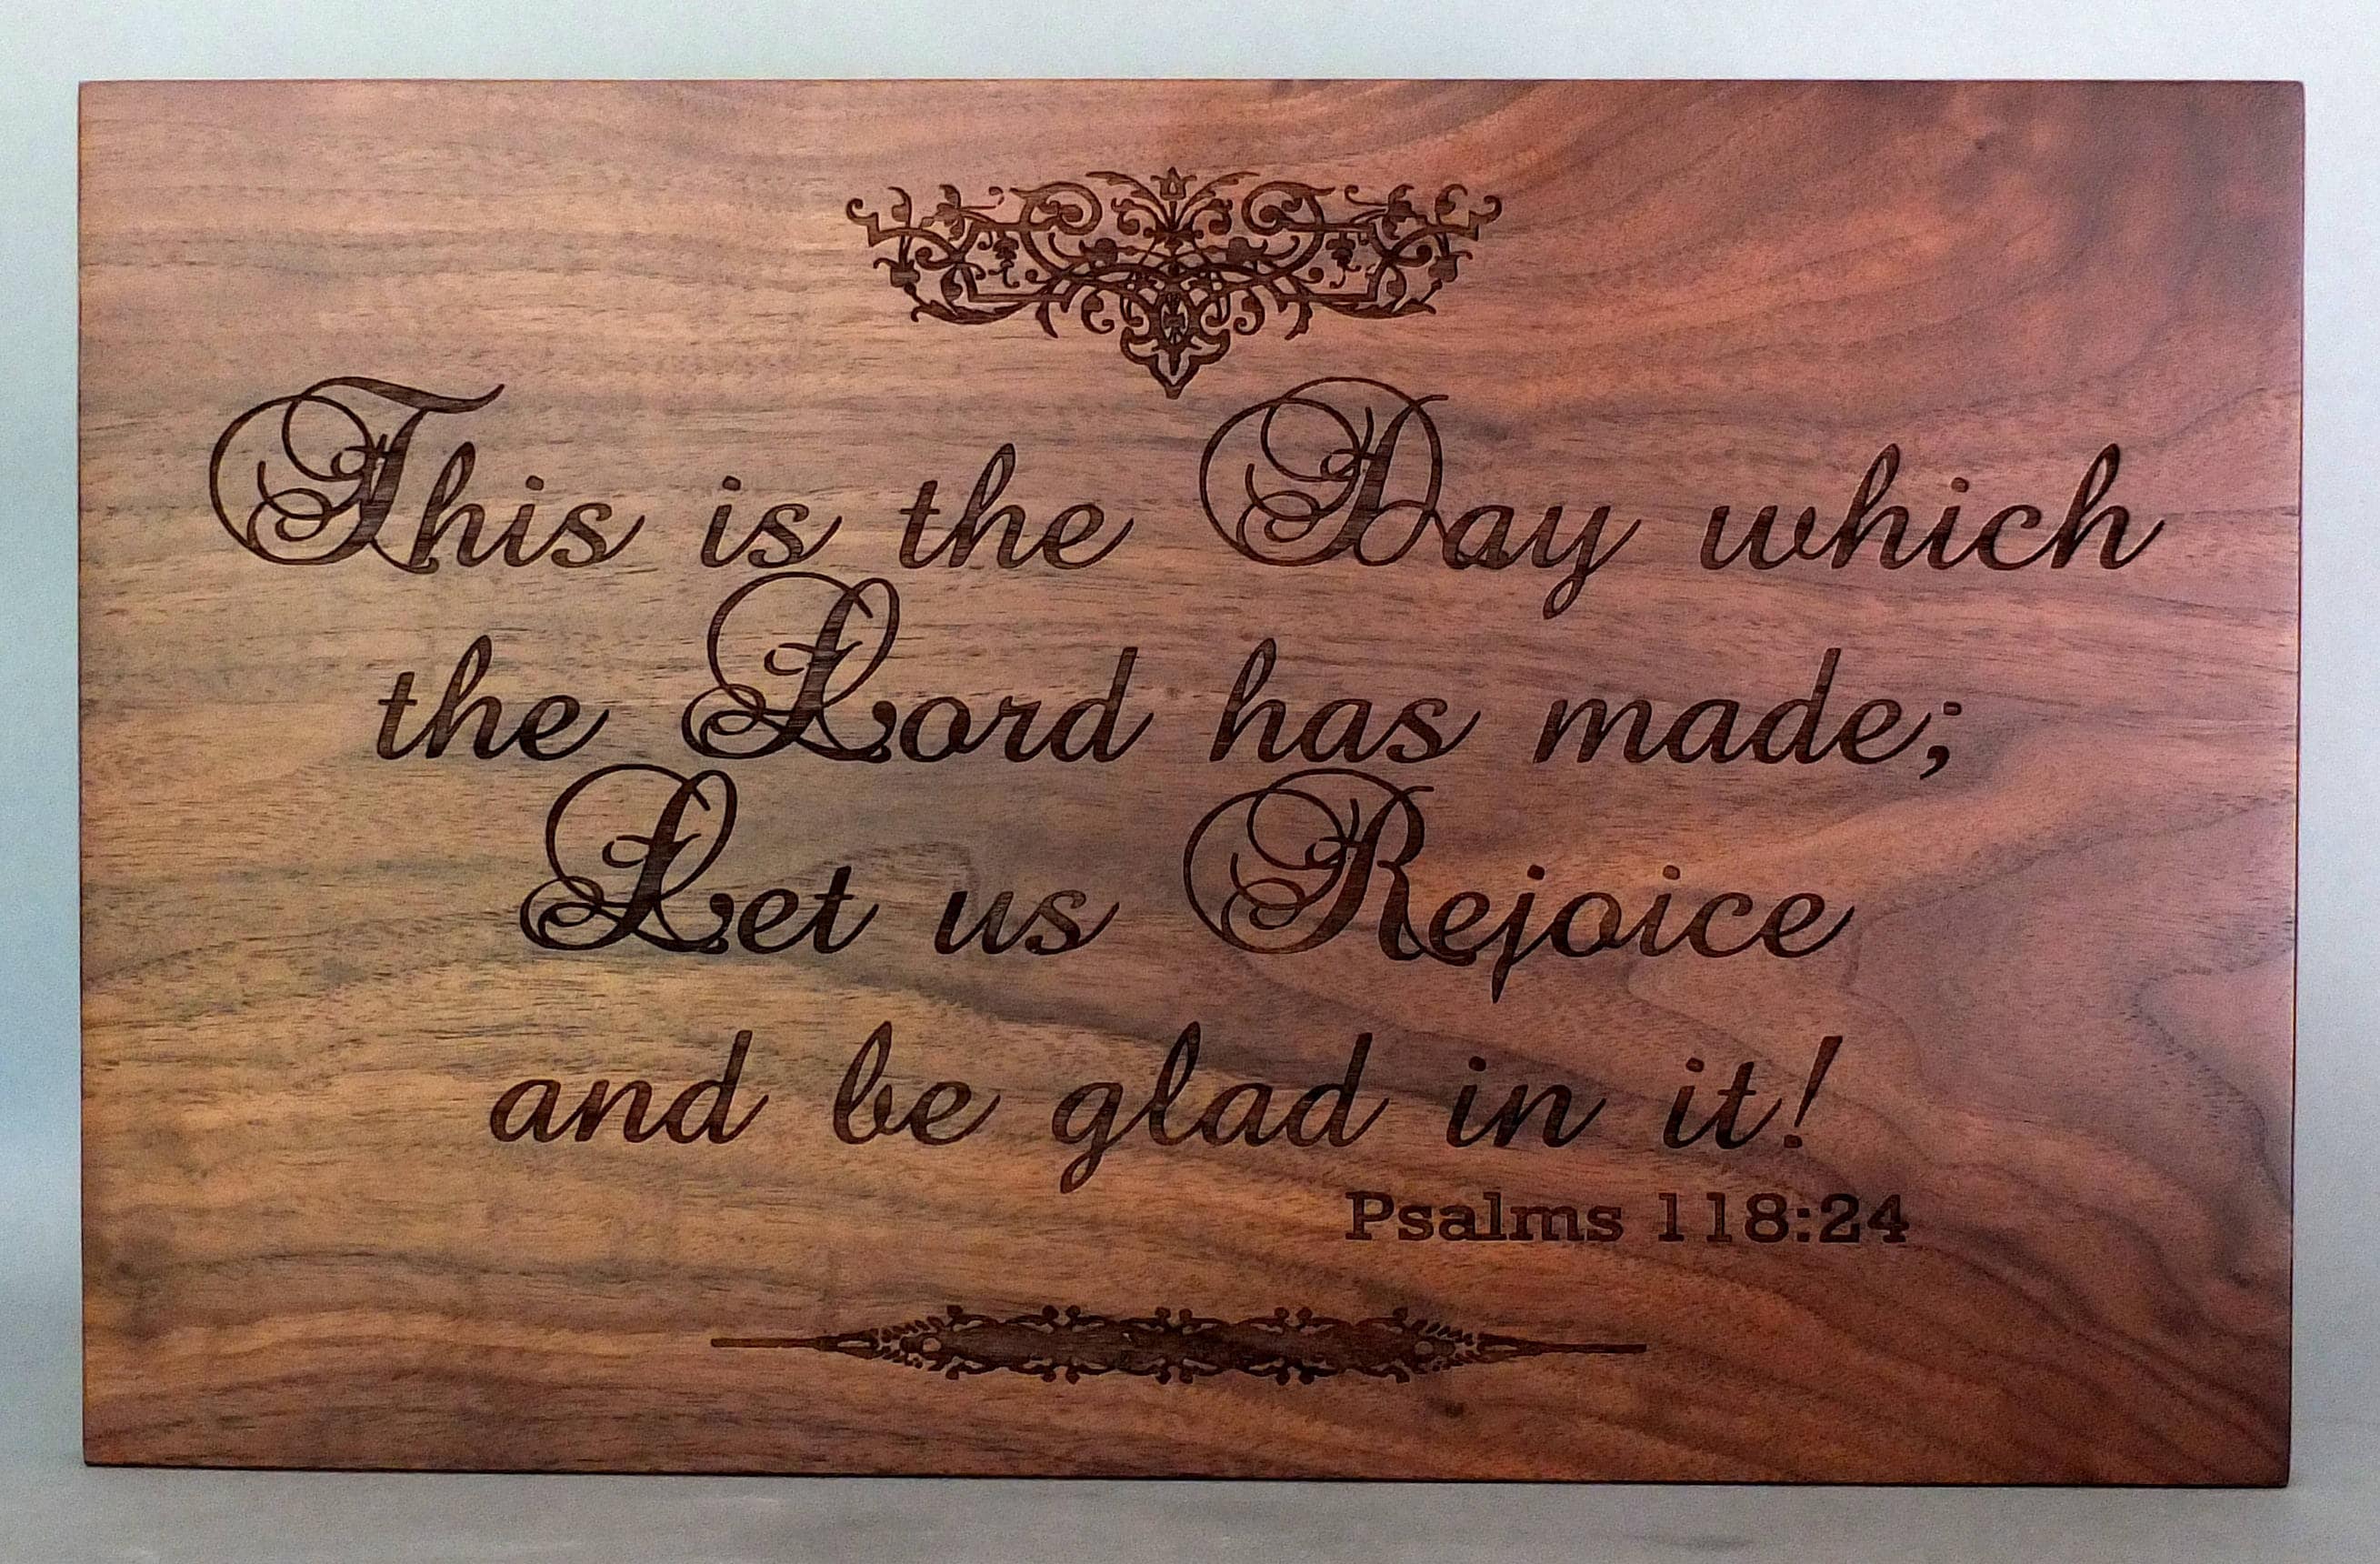 This is the Day which
the Lord has made;
Let us Rejoice
and be glad in it!
Psalms 118:24